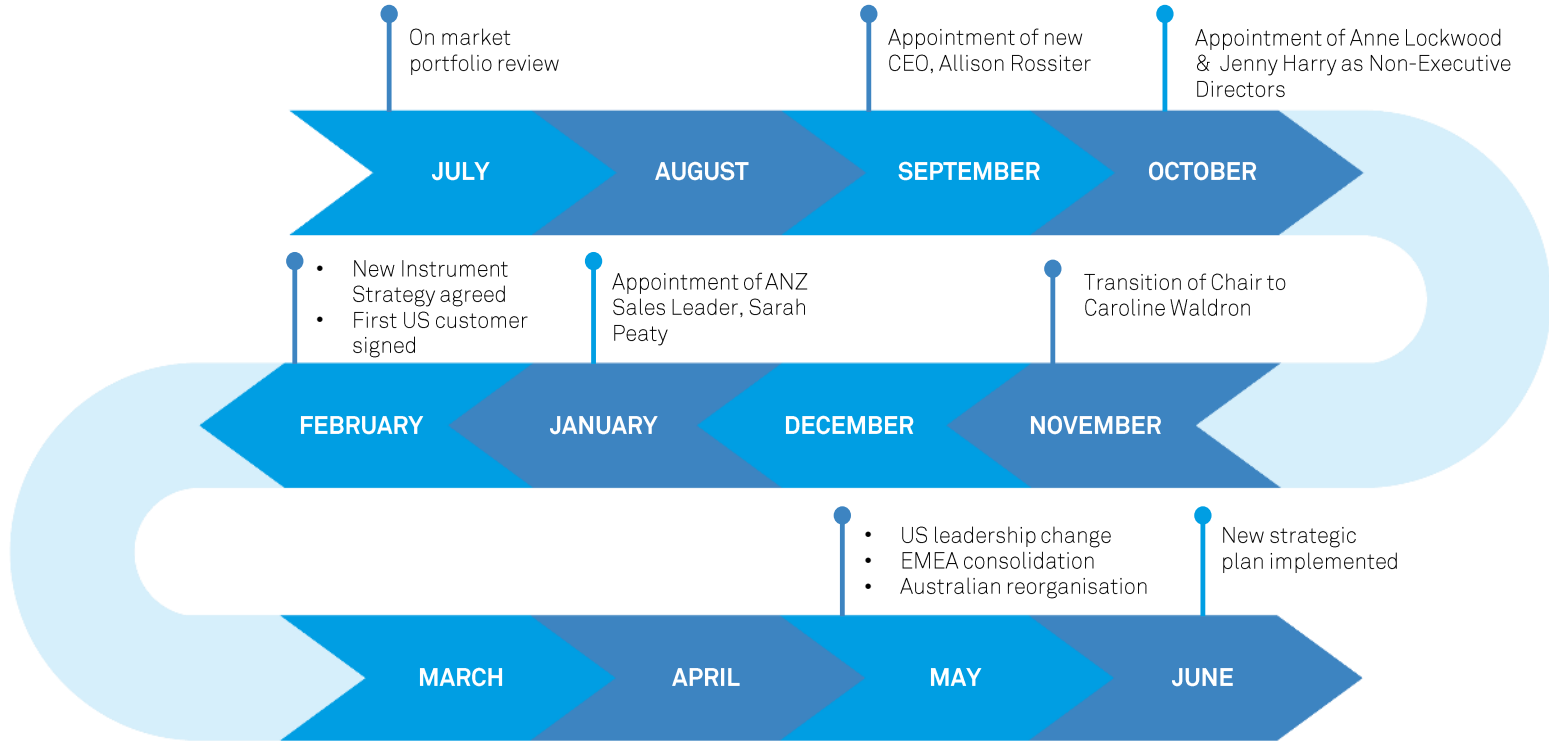 On market
portfolio review
Appointment of new
CEO, Allison Rossiter
Appointment of Anne Lockwood
& Jenny Harry as Non-Executive
Directors
JULY
AUGUST
SEPTEMBER
OCTOBER
• New Instrument
Strategy agreed
• First US customer
signed
Appointment of ANZ
Sales Leader, Sarah
Peaty
Transition of Chair to
Caroline Waldron
FEBRUARY
JANUARY
DECEMBER
NOVEMBER
• US leadership change
• EMEA consolidation
• Australian reorganisation
New strategic
plan implemented
MARCH
APRIL
MAY
JUNE